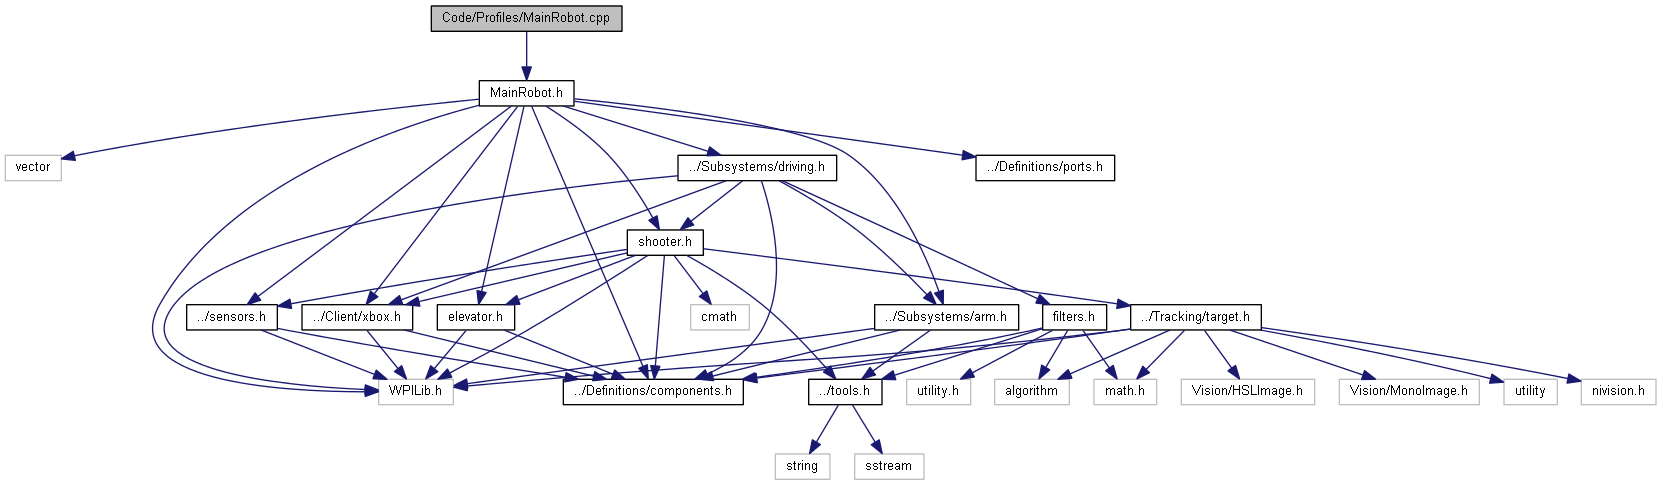 Code/Profiles/MainRobot.cpp
MainRobot.h
vector
../Subsystems/driving.h
../Definitions/ports.h
shooter.h
../sensors.h
../Client/xbox.h
elevator.h
cmath
../Subsystems/arm.h
filters.h
../Tracking/target.h
WPILib.h
../Definitions/components.h
../tools.h
utility.h
algorithm
math.h
Vision/HSLImage.h
Vision/MonoImage.h
utility
nivision.h
string
sstream